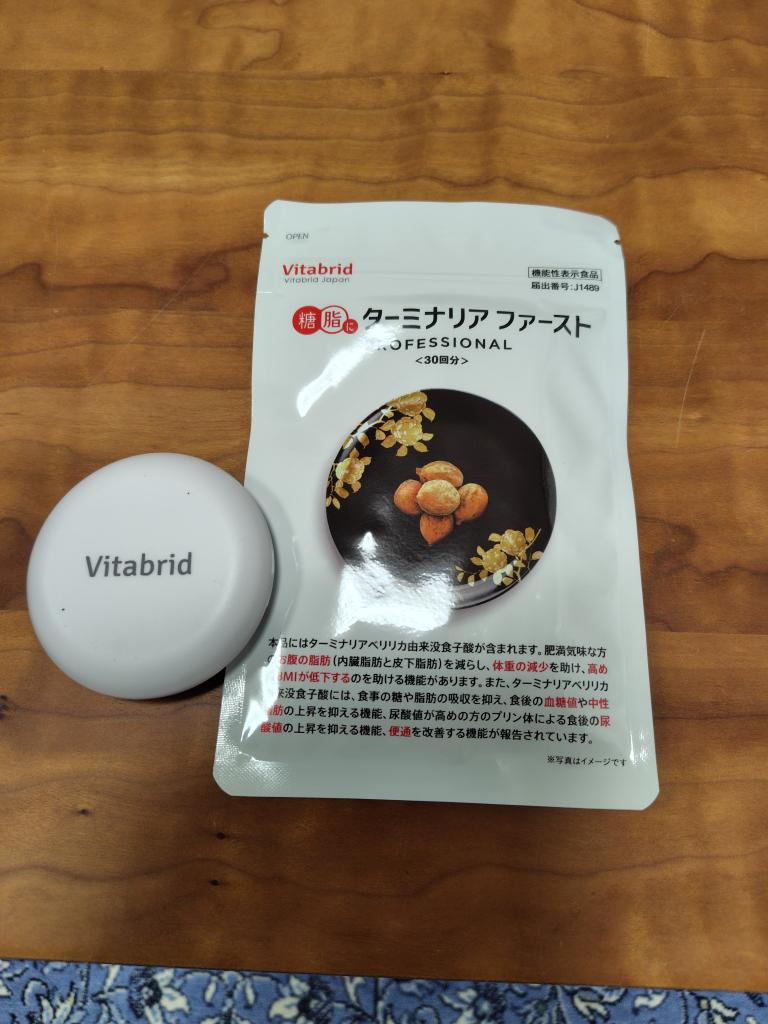 OPEN
Vitabrid
Vitabrid Japan
機能性表示食品
届出番号:J1489
糖脂に ターミナリア ファースト
PROFESSIONAL
<30回分>
Vitabrid
本品にはターミナリアベリリカ由来没食子酸が含まれます。肥満気味な方
のお腹の脂肪(内臓脂肪と皮下脂肪)を減らし、体重の減少を助け、高め
のBMIが低下するのを助ける機能があります。また、ターミナリアベリリカ
由来没食子酸には、食事の糖や脂肪の吸収を抑え、食後の血糖値や中性
脂肪の上昇を抑える機能、尿酸値が高めの方のプリン体による食後の尿
酸値の上昇を抑える機能、便通を改善する機能が報告されています。
※写真はイメージです